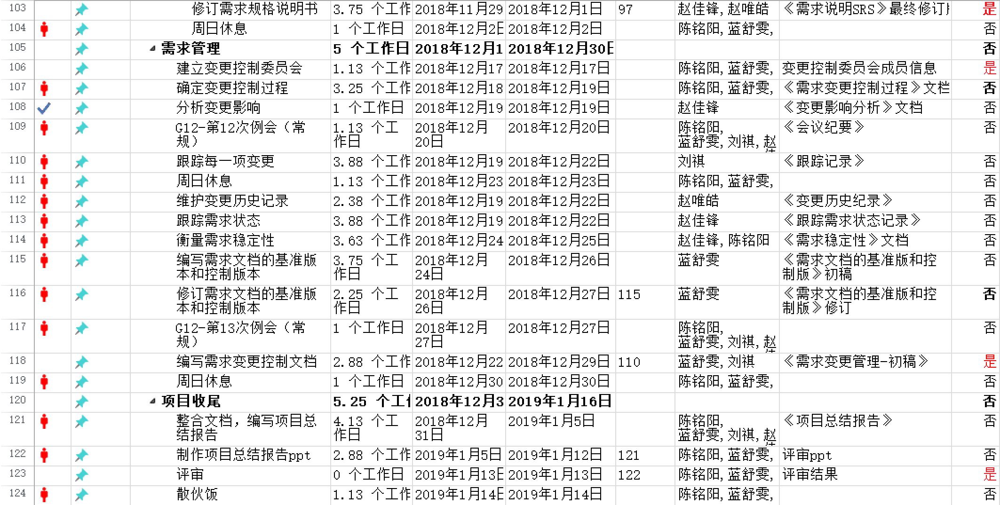 103 修订需求规格说明书 3.75 个工作 2018年11月29 2018年12月1日 97 赵佳锋,赵唯皓 《需求说明SRS》最终修订 是
104 周日休息 1 个工作日 2018年12月2日 2018年12月2日 陈铭阳,蓝舒雯, 否
105 需求管理 5 个工作日 2018年12月1 2018年12月30日 否
106 建立变更控制委员会 1.13 个工作 2018年12月17 2018年12月17日 陈铭阳,蓝舒雯, 变更控制委员会成员信息 是
107 确定变更控制过程 3.25 个工作 2018年12月18 2018年12月19日 陈铭阳,蓝舒雯, 《需求变更控制过程》文档 否
108 分析变更影响 1 个工作日 2018年12月19 2018年12月19日 赵佳锋 《变更影响分析》文档 否
109 G12-第12次例会（常 1.13 个工 2018年12月 2018年12月20日 陈铭阳, 《会议纪要》 否
规） 作日 20日 蓝舒雯,刘祺,赵
110 跟踪每一项变更 3.88 个工作 2018年12月19 2018年12月22日 刘祺 《跟踪记录》 否
111 周日休息 1.13 个工作 2018年12月23 2018年12月23日 陈铭阳,蓝舒雯, 否
112 维护变更历史记录 2.38 个工作 2018年12月19 2018年12月22日 赵唯皓 《变更历史纪录》 否
113 跟踪需求状态 3.88 个工作 2018年12月19 2018年12月22日 赵佳锋 《跟踪需求状态记录》 否
114 衡量需求稳定性 3.63 个工作 2018年12月24 2018年12月25日 赵佳锋,陈铭阳 《需求稳定性》文档 否
115 编写需求文档的基准版 3.75 个工 2018年12月 2018年12月26日 蓝舒雯 《需求文档的基准版和控 否
本和控制版本 作日 24日 制版》初稿
116 修订需求文档的基准版 2.25 个工 2018年12月 2018年12月27日 115 蓝舒雯 《需求文档的基准版和控 否
本和控制版本 作日 26日 制版》修订
117 G12-第13次例会（常 1 个工作日 2018年12月 2018年12月27日 陈铭阳, 否
规） 27日 蓝舒雯,刘祺,赵
118 编写需求变更控制文档 2.88 个工作 2018年12月22 2018年12月29日 110 蓝舒雯,刘祺 《需求变更管理-初稿》 是
119 周日休息 1 个工作日 2018年12月30 2018年12月30日 陈铭阳,蓝舒雯, 否
120 项目收尾 5.25 个工作 2018年12月3 2019年1月16日 否
121 整合文档，编写项目总 4.13 个工 2018年12月 2019年1月5日 陈铭阳, 《项目总结报告》 否
结报告 作日 31日 蓝舒雯,刘祺,赵
122 制作项目总结报告ppt 2.88 个工作 2019年1月5日 2019年1月12日 121 陈铭阳,蓝舒雯, 评审ppt 否
123 评审 0 个工作日 2019年1月13日 2019年1月13日 122 陈铭阳,蓝舒雯, 评审结果 是
124 散伙饭 1.13 个工作 2019年1月14日 2019年1月14日 陈铭阳,蓝舒雯, 否